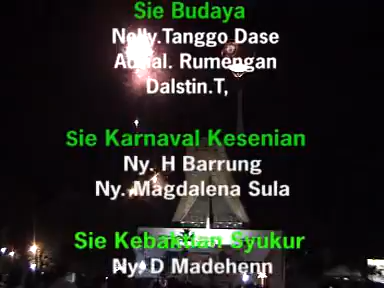 Sie Budaya
Nelly.Tanggo Dase
Rumengan
Dalstin.T,
Sie Karnaval Kesenian
Ny. H Barrung
Ny. Magdalena Sula
Sie Kebaktian Syukur
Ny. D Madehenn